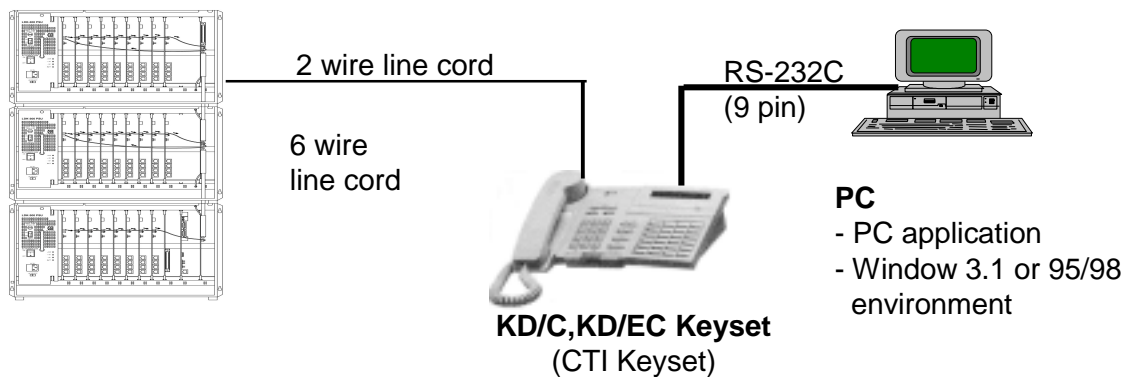 2 wire line cord
6 wire
line cord
RS-232C
(9 pin)
PC
- PC application
- Window 3.1 or 95/98
environment
KD/C,KD/EC Keyset
(CTI Keyset)